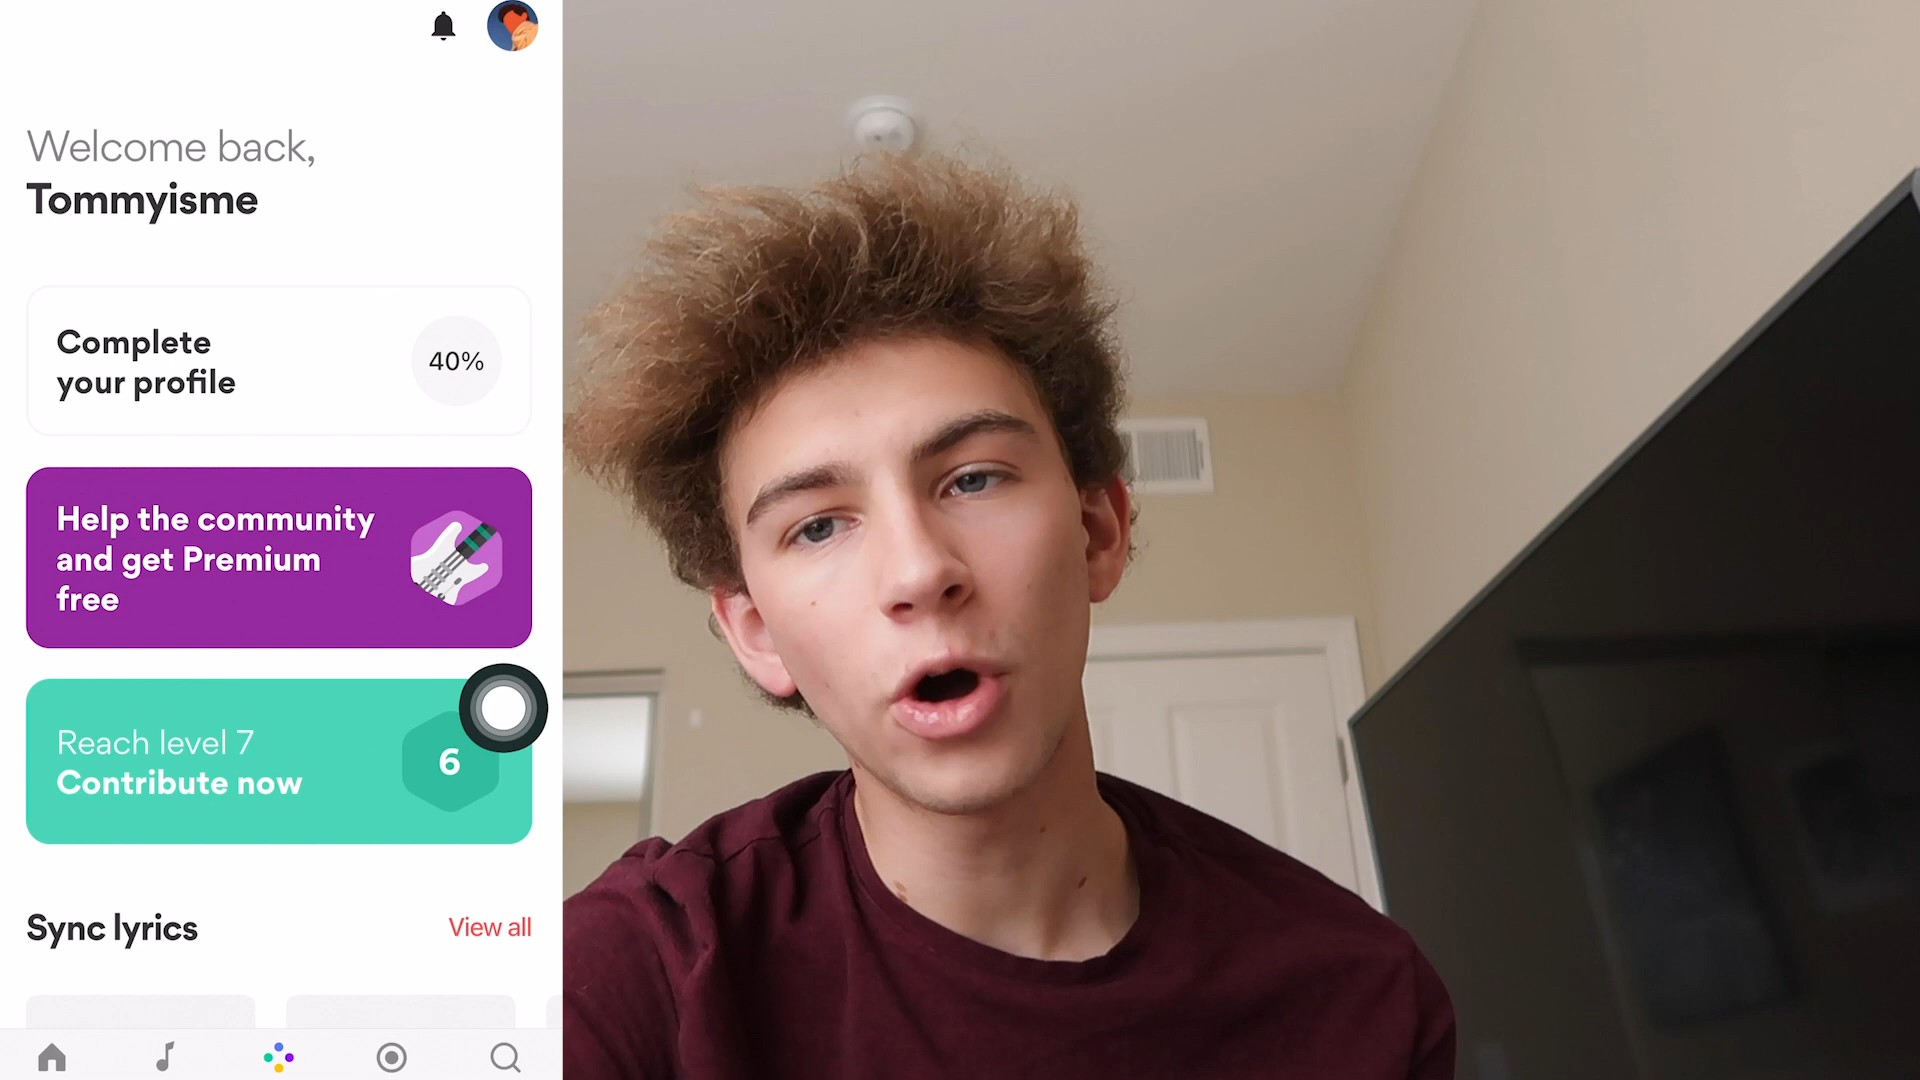 Welcome back,
Tommyisme
Complete
your profile
40%
Help the community
and get Premium
free
Reach level 7
Contribute now
6
Sync lyrics
View all